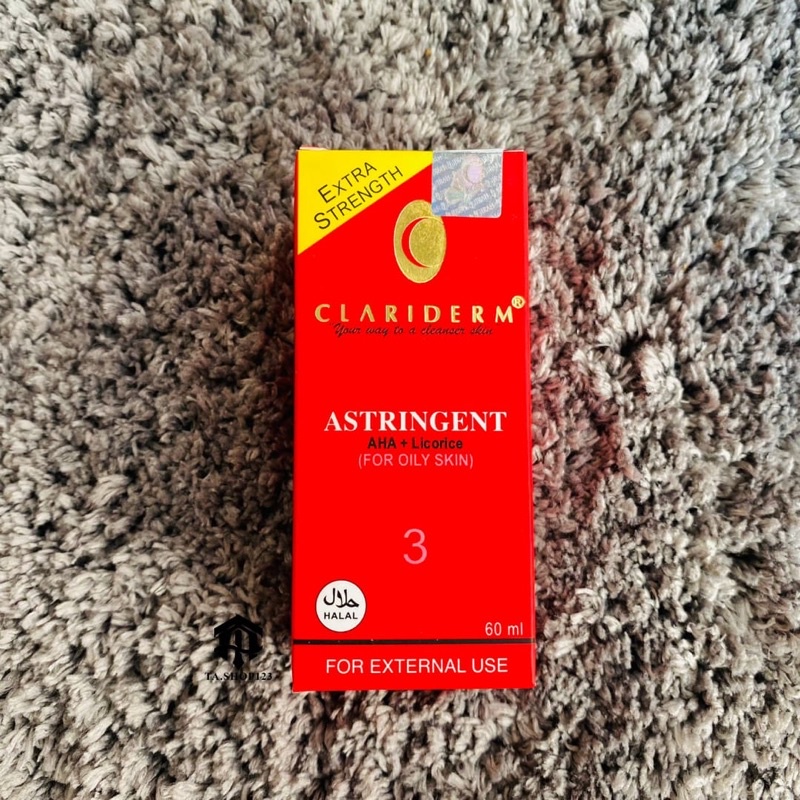 EXTRA
STRENGTH
CLARIDERM®
Your way to a cleanser skin
ASTRINGENT
AHA + Licorice
(FOR OILY SKIN)
3
حلال
HALAL
60 ml
FOR EXTERNAL USE
TA.SHOP123